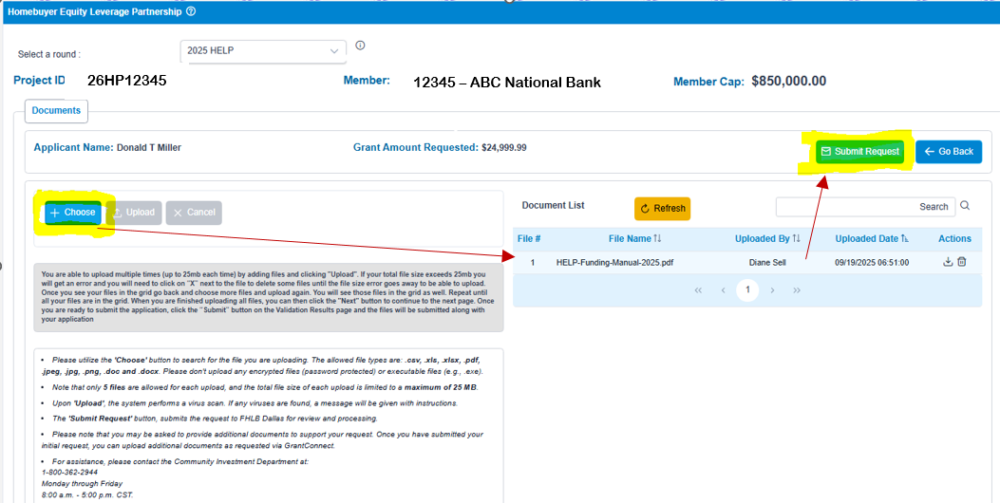 Homebuyer Equity Leverage Partnership
Select a round :
2025 HELP
Project ID
26HP12345
Member:
12345 – ABC National Bank
Member Cap: $850,000.00
Documents
Applicant Name: Donald T Miller
Grant Amount Requested: $24,999.99
Submit Request
Go Back
Choose
Upload
Cancel
You are able to upload multiple times (up to 25mb each time) by adding files and clicking "Upload". If your total file size exceeds 25mb you
will get an error and you will need to click on "X" next to the file to delete some files until the file size error goes away to be able to upload.
Once you see your files in the grid go back and choose more files and upload again. You will see those files in the grid as well. Repeat until
all your files are in the grid. When you are finished uploading all files, you can then click the "Next" button to continue to the next page. Once
you are ready to submit the application, click the "Submit" button on the Validation Results page and the files will be submitted along with
your application
• Please utilize the 'Choose' button to search for the file you are uploading. The allowed file types are: .csv, .xls, .xlsx, .pdf,
.jpeg, .jpg, .png, .doc and .docx. Please don't upload any encrypted files (password protected) or executable files (e.g., .exe).
• Note that only 5 files are allowed for each upload, and the total file size of each upload is limited to a maximum of 25 MB.
• Upon 'Upload', the system performs a virus scan. If any viruses are found, a message will be given with instructions.
• The 'Submit Request' button, submits the request to FHLB Dallas for review and processing.
• Please note that you may be asked to provide additional documents to support your request. Once you have submitted your
initial request, you can upload additional documents as requested via GrantConnect.
• For assistance, please contact the Community Investment Department at:
1-800-362-2944
Monday through Friday
8:00 a.m. - 5:00 p.m. CST.
Document List
Refresh
Search
File # File Name Uploaded By Uploaded Date Actions
1 HELP-Funding-Manual-2025.pdf Diane Sell 09/19/2025 06:51:00
« ‹ 1 › »